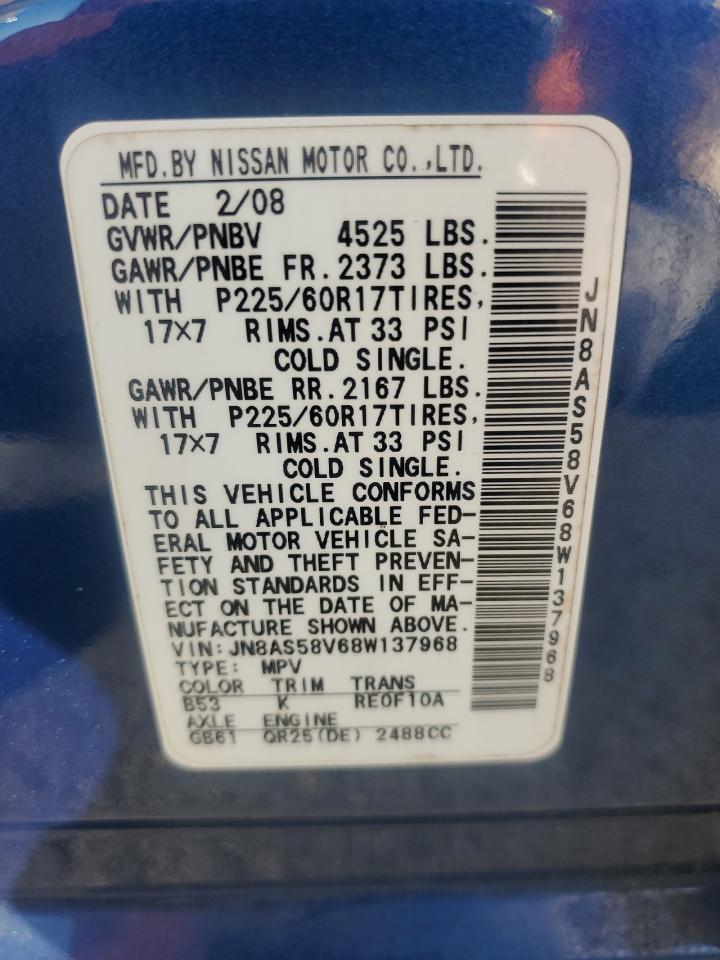 MFD.BY NISSAN MOTOR CO.,LTD.
DATE 2/08
GVWR/PNBV 4525 LBS.
GAWR/PNBE FR.2373 LBS.
WITH P225/60R17TIRES,
17×7 RIMS.AT 33 PSI
COLD SINGLE.
GAWR/PNBE RR.2167 LBS.
WITH P225/60R17TIRES,
17×7 RIMS.AT 33 PSI
COLD SINGLE.
THIS VEHICLE CONFORMS
TO ALL APPLICABLE FED-
ERAL MOTOR VEHICLE SA-
FETY AND THEFT PREVEN-
TION STANDARDS IN EFF-
ECT ON THE DATE OF MA-
NUFACTURE SHOWN ABOVE.
VIN:JN8AS58V68W137968
TYPE: MPV
COLOR TRIM TRANS
B53 K RE0F10A
AXLE ENGINE
GB61 QR25(DE) 2488CC
JN8AS58V68W137968